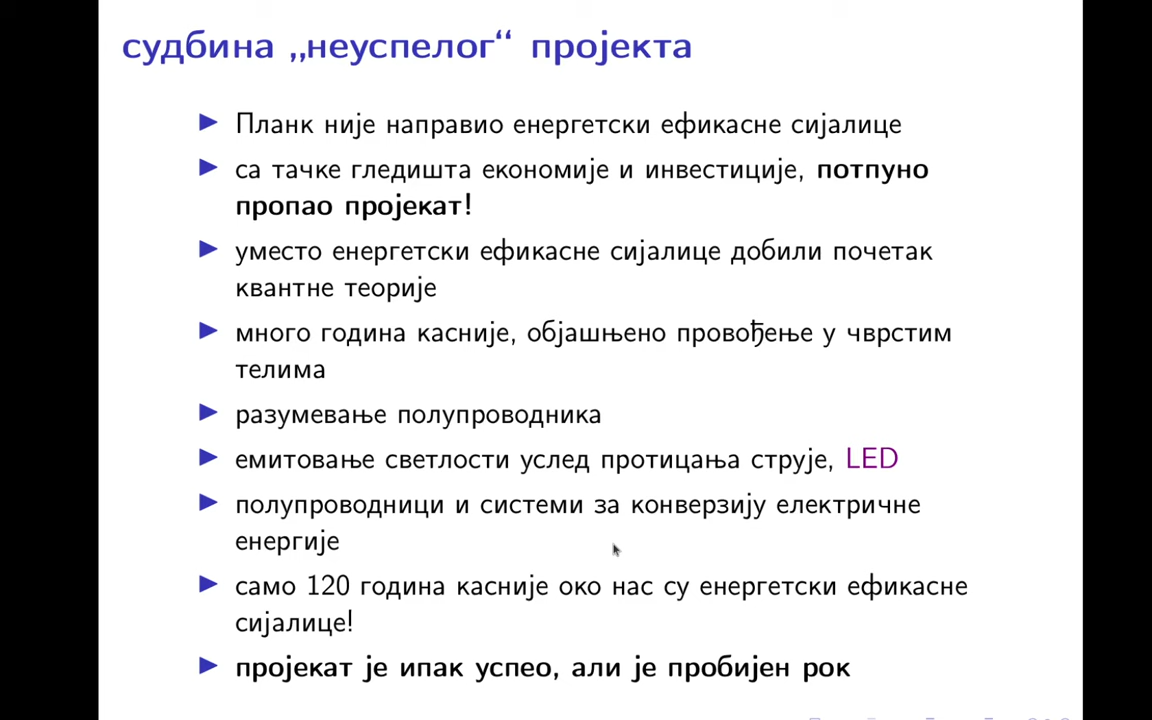 судбина „неуспелог“ пројекта
Планк није направио енергетски ефикасне сијалице
са тачке гледишта економије и инвестиције, потпуно
пропао пројекат!
уместо енергетски ефикасне сијалице добили почетак
квантне теорије
много година касније, објашњено провођење у чврстим
телима
разумевање полупроводника
емитовање светлости услед протицања струје, LED
полупроводници и системи за конверзију електричне
енергије
само 120 година касније око нас су енергетски ефикасне
сијалице!
пројекат је ипак успео, али је пробијен рок